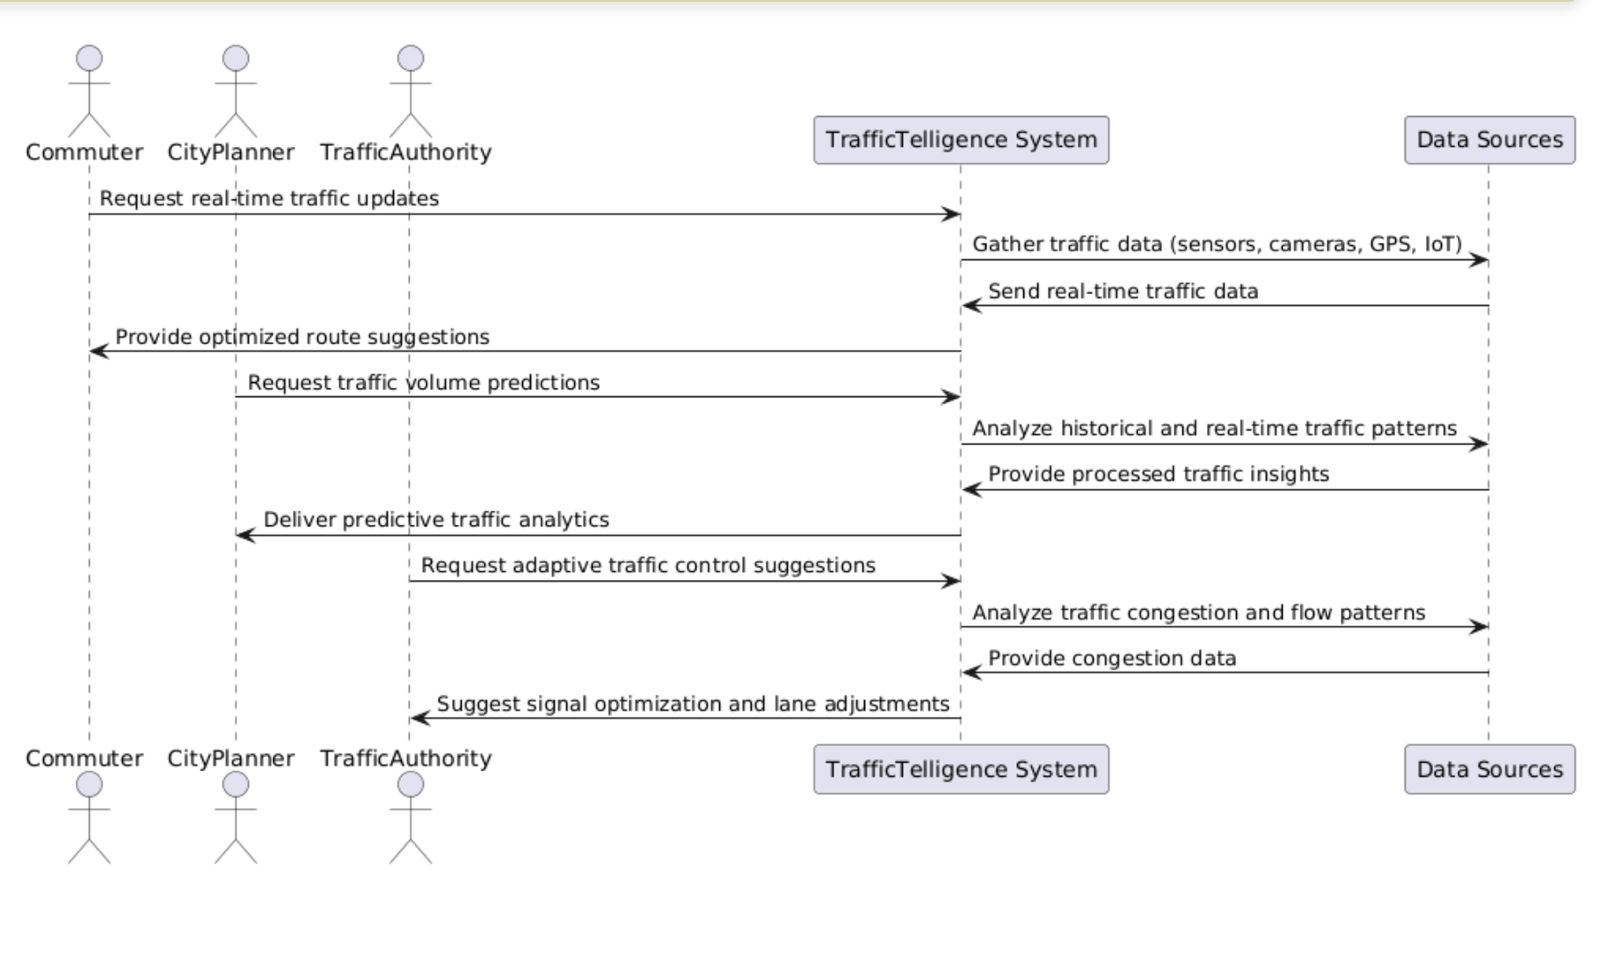 Commuter CityPlanner TrafficAuthority TrafficTelligence System Data Sources
Request real-time traffic updates
Gather traffic data (sensors, cameras, GPS, IoT)
Send real-time traffic data
Provide optimized route suggestions
Request traffic volume predictions
Analyze historical and real-time traffic patterns
Provide processed traffic insights
Deliver predictive traffic analytics
Request adaptive traffic control suggestions
Analyze traffic congestion and flow patterns
Provide congestion data
Suggest signal optimization and lane adjustments
Commuter CityPlanner TrafficAuthority TrafficTelligence System Data Sources